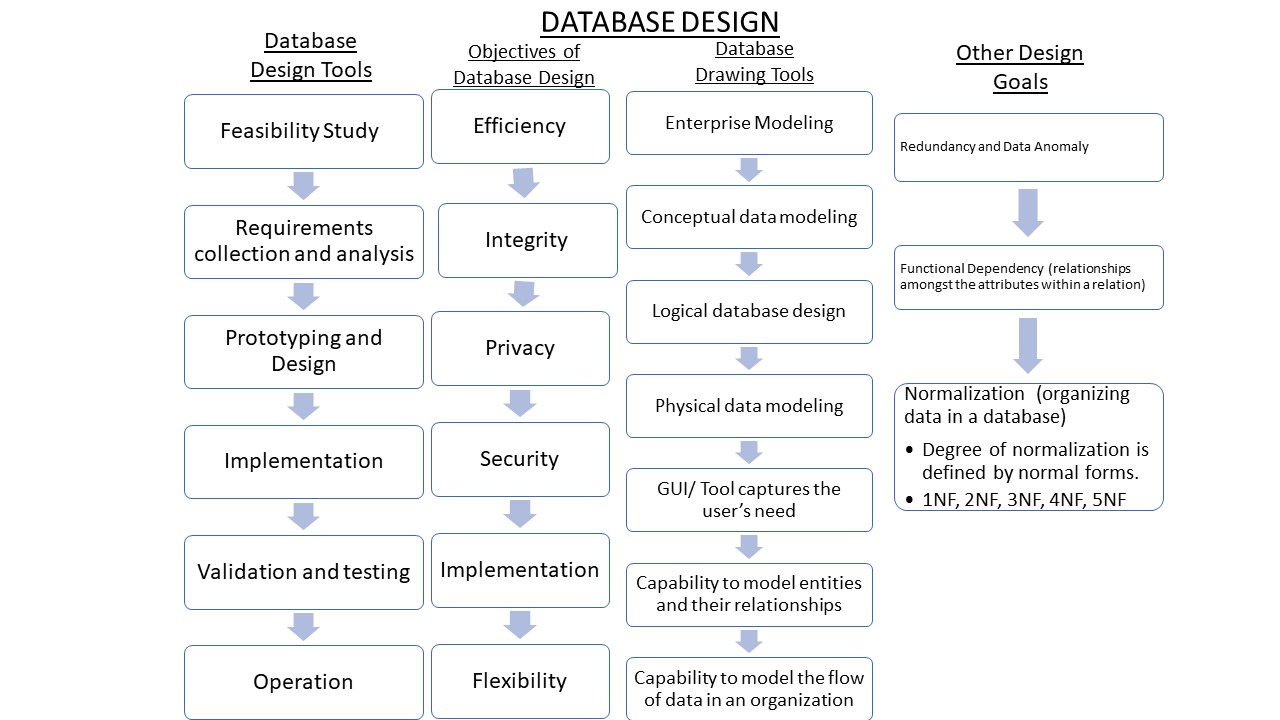 DATABASE DESIGN
Database
Design Tools
Feasibility Study
Requirements
collection and analysis
Prototyping and
Design
Implementation
Validation and testing
Operation
Objectives of
Database Design
Efficiency
Integrity
Privacy
Security
Implementation
Flexibility
Database
Drawing Tools
Enterprise Modeling
Conceptual data modeling
Logical database design
Physical data modeling
GUI/ Tool captures the
user’s need
Capability to model entities
and their relationships
Capability to model the flow
of data in an organization
Other Design
Goals
Redundancy and Data Anomaly
Functional Dependency (relationships
amongst the attributes within a relation)
Normalization (organizing
data in a database)
• Degree of normalization is
defined by normal forms.
• 1NF, 2NF, 3NF, 4NF, 5NF